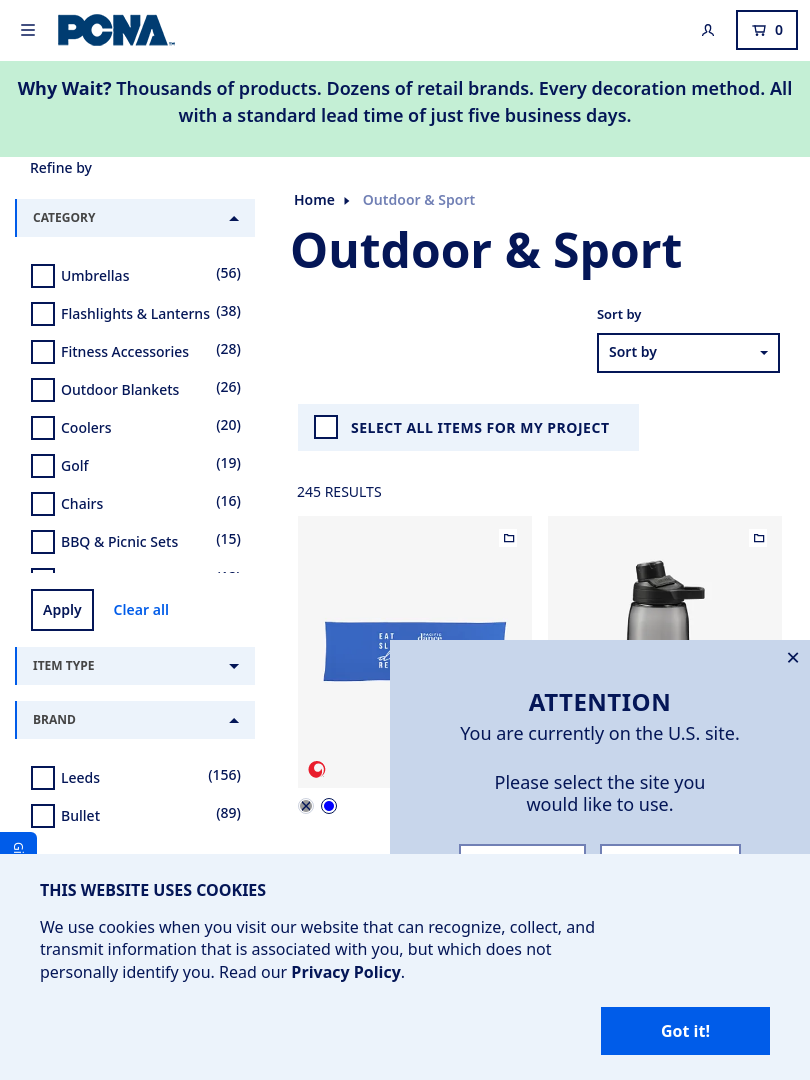 PCNA
0
Why Wait? Thousands of products. Dozens of retail brands. Every decoration method. All
with a standard lead time of just five business days.
Refine by
CATEGORY
Umbrellas (56)
Flashlights & Lanterns (38)
Fitness Accessories (28)
Outdoor Blankets (26)
Coolers (20)
Golf (19)
Chairs (16)
BBQ & Picnic Sets (15)
Apply Clear all
ITEM TYPE
BRAND
Leeds (156)
Bullet (89)
Home Outdoor & Sport
Outdoor & Sport
Sort by
Sort by
SELECT ALL ITEMS FOR MY PROJECT
245 RESULTS
EAT
ATTENTION
You are currently on the U.S. site.
Please select the site you
would like to use.
THIS WEBSITE USES COOKIES
We use cookies when you visit our website that can recognize, collect, and
transmit information that is associated with you, but which does not
personally identify you. Read our Privacy Policy.
Got it!